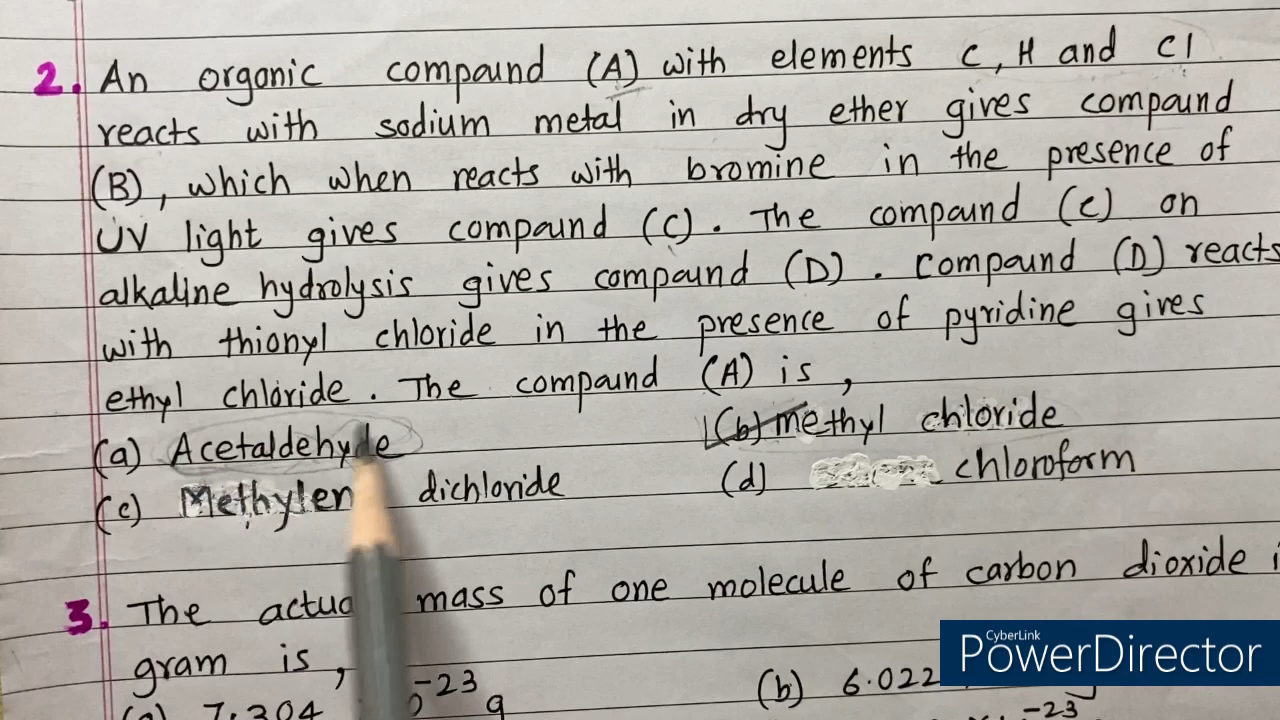 2. An organic compound (A) with elements C, H and Cl
reacts with sodium metal in dry ether gives compound
(B), which when reacts with bromine in the presence of
UV light gives compound (C). The compound (C) on
alkaline hydrolysis gives compound (D). Compound (D) reacts
with thionyl chloride in the presence of pyridine gives
ethyl chloride. The compound (A) is,
(a) Acetaldehyde (b) methyl chloride
(c) Methylen dichloride (d) chloroform
3. The mass of one molecule of carbon dioxide
gram is,
(a) 7.304 -23 g (b) 6.022
-23
CyberLink
PowerDirector